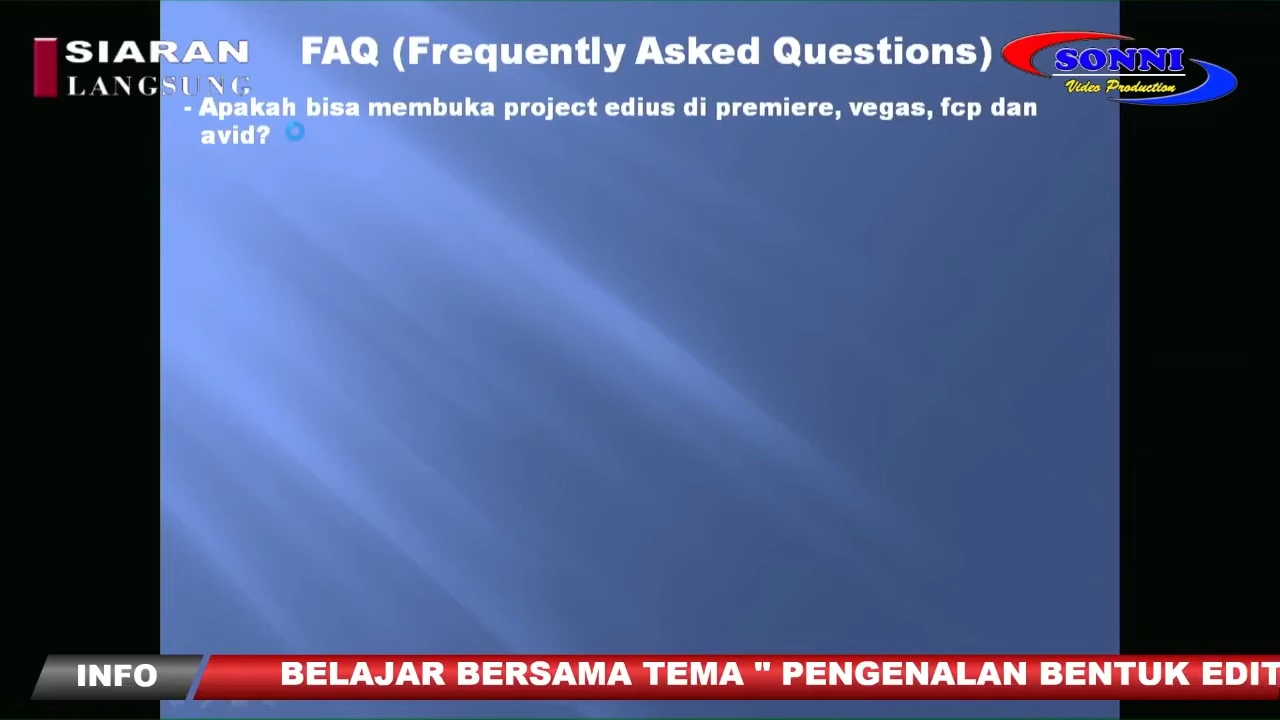 SIARAN
LANGSUNG
FAQ (Frequently Asked Questions)
SONNI
Video Production
- Apakah bisa membuka project edius di premiere, vegas, fcp dan
avid?
INFO
BELAJAR BERSAMA TEMA " PENGENALAN BENTUK EDIT